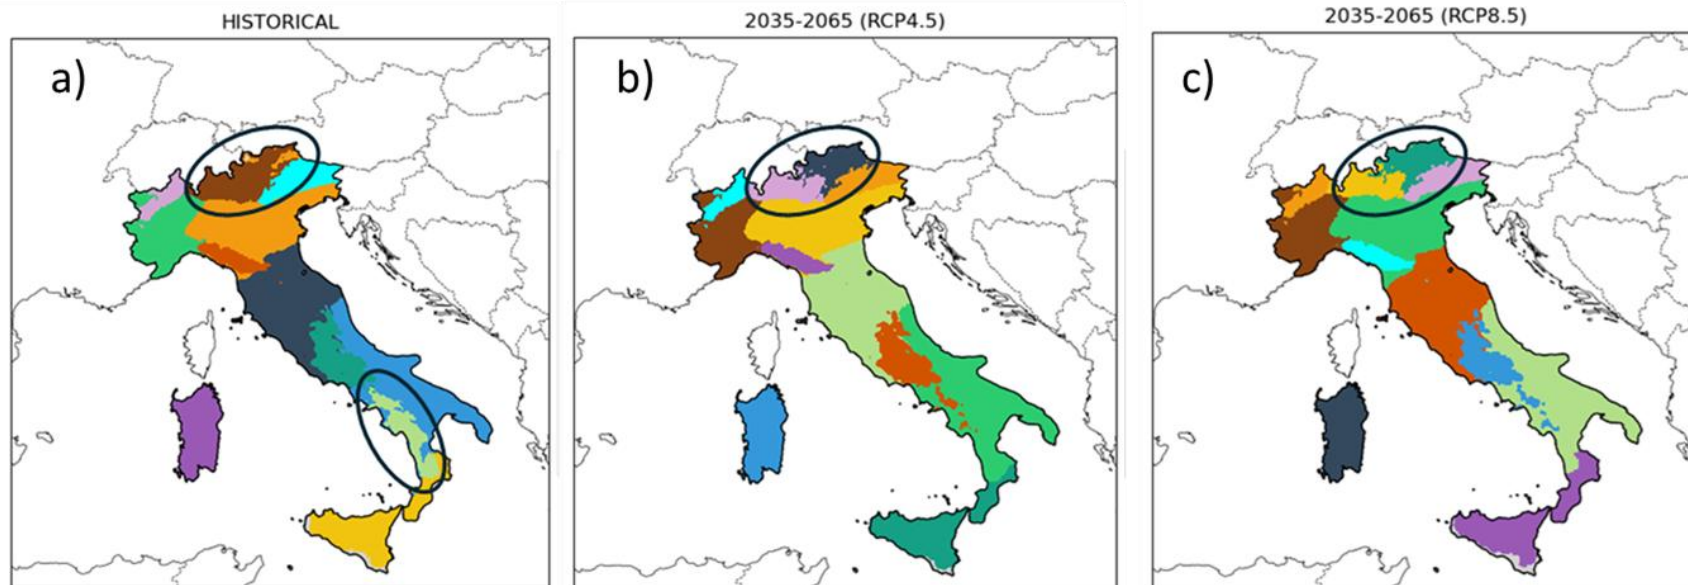 HISTORICAL
2035-2065 (RCP4.5)
2035-2065 (RCP8.5)
a)
b)
c)